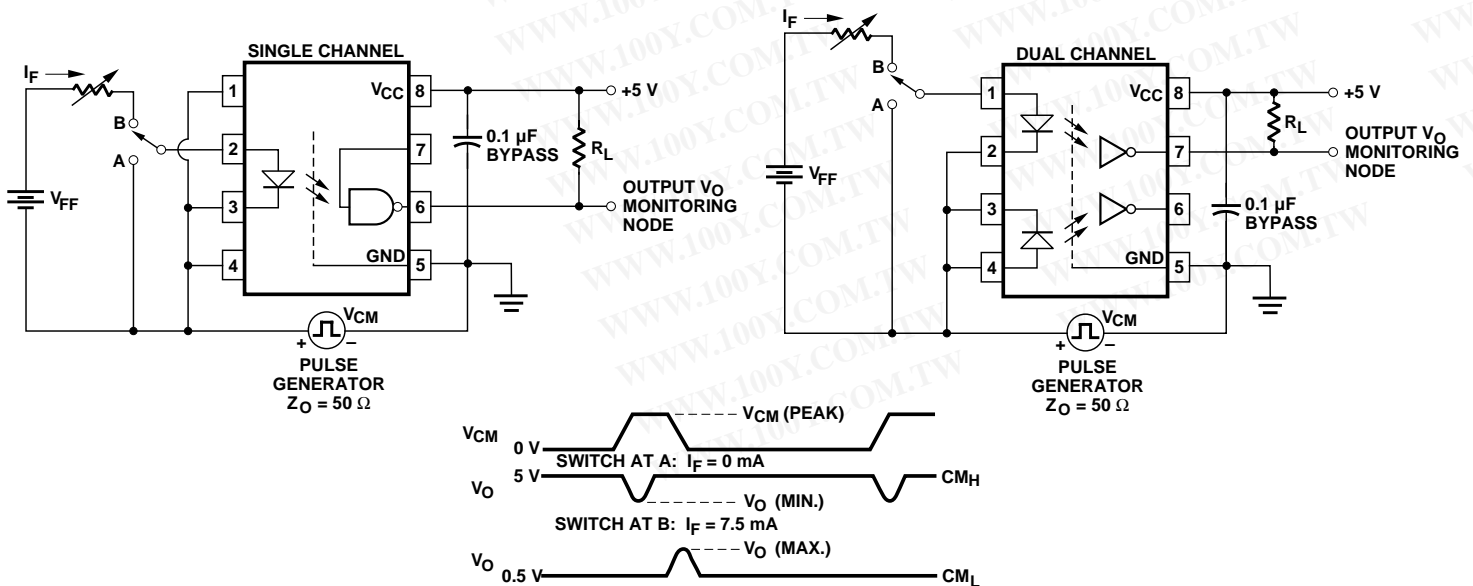 SINGLE CHANNEL
I_F
B
A
V_FF
1
2
3
4
V_CC 8
7
6
GND 5
0.1 µF
BYPASS
R_L
+5 V
OUTPUT V_O
MONITORING
NODE
V_CM
+ –
PULSE
GENERATOR
Z_O = 50 Ω
DUAL CHANNEL
I_F
B
A
V_FF
1
2
3
4
V_CC 8
7
6
GND 5
R_L
+5 V
OUTPUT V_O
MONITORING
NODE
0.1 µF
BYPASS
V_CM
+ –
PULSE
GENERATOR
Z_O = 50 Ω
V_CM 0 V V_CM (PEAK)
SWITCH AT A: I_F = 0 mA
V_O 5 V CM_H
V_O (MIN.)
SWITCH AT B: I_F = 7.5 mA
V_O (MAX.)
V_O 0.5 V CM_L
WWW.100Y.COM.TW